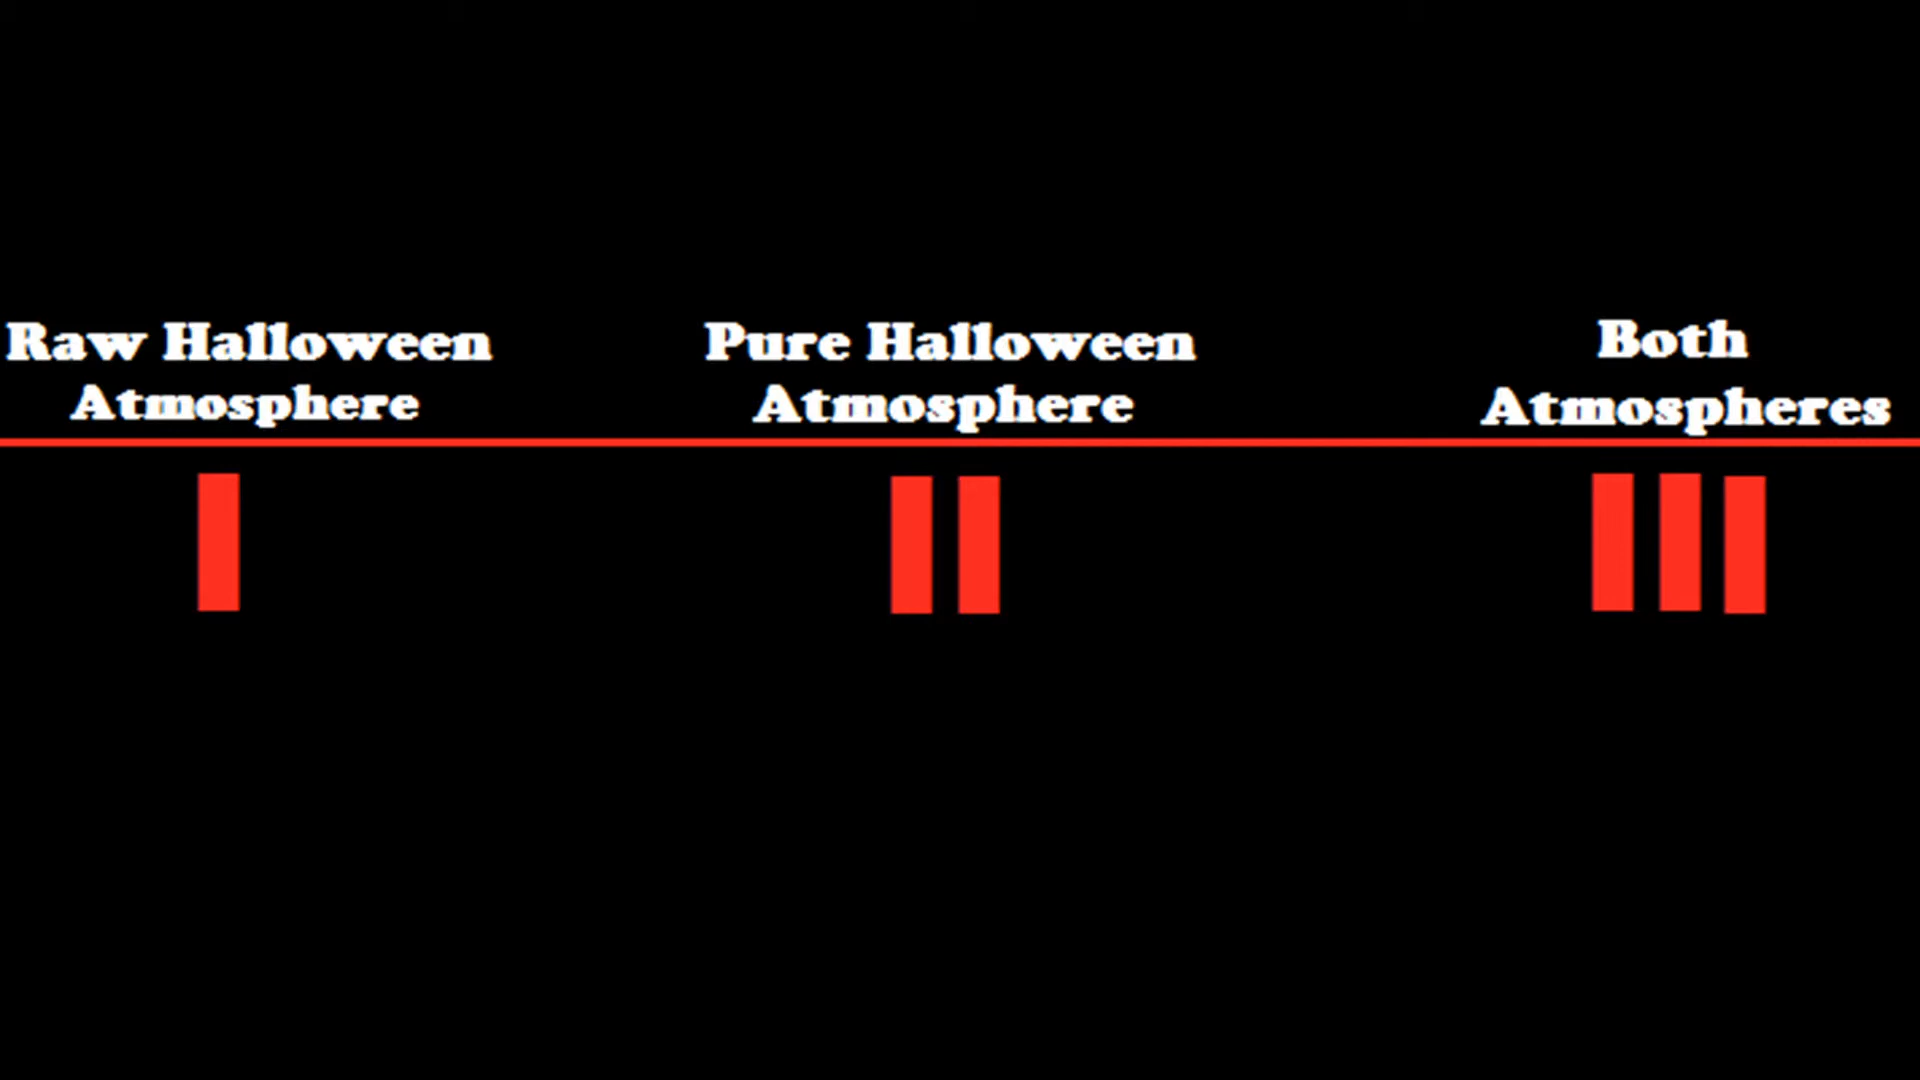 Raw Halloween
Atmosphere
Pure Halloween
Atmosphere
Both
Atmospheres